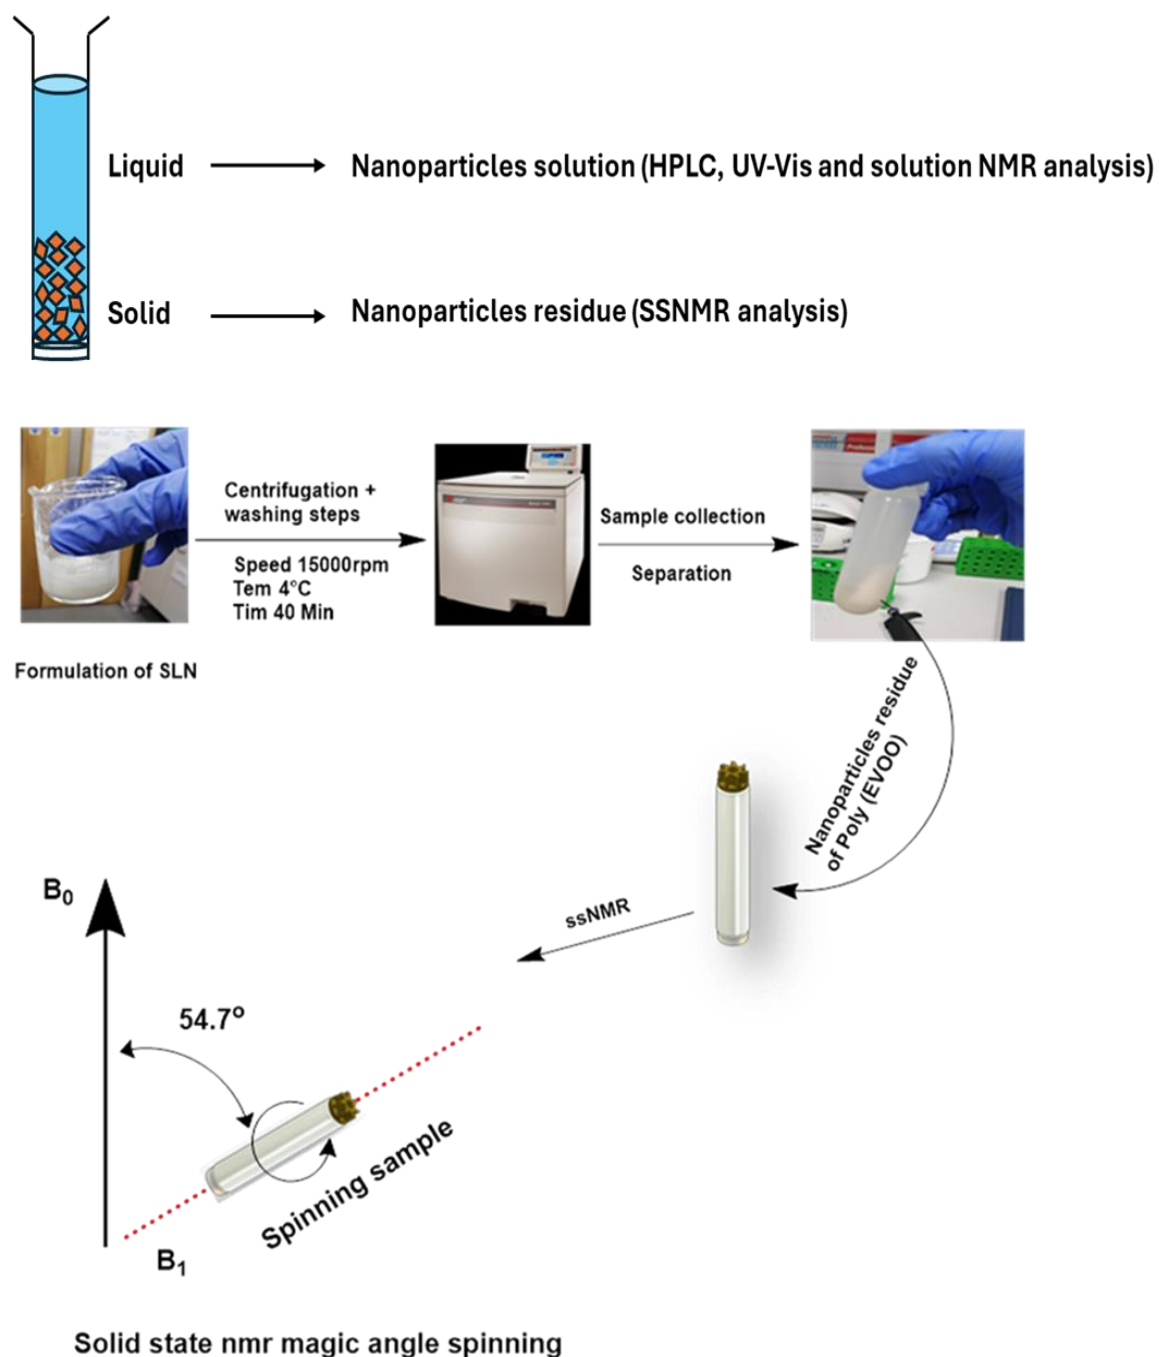 Liquid
Nanoparticles solution (HPLC, UV-Vis and solution NMR analysis)
Solid
Nanoparticles residue (SSNMR analysis)
Centrifugation +
washing steps
Speed 15000rpm
Tem 4°C
Tim 40 Min
Sample collection
Separation
Formulation of SLN
Nanoparticles residue
of Poly (EVOO)
ssNMR
B₀
54.7°
Spinning sample
B₁
Solid state nmr magic angle spinning